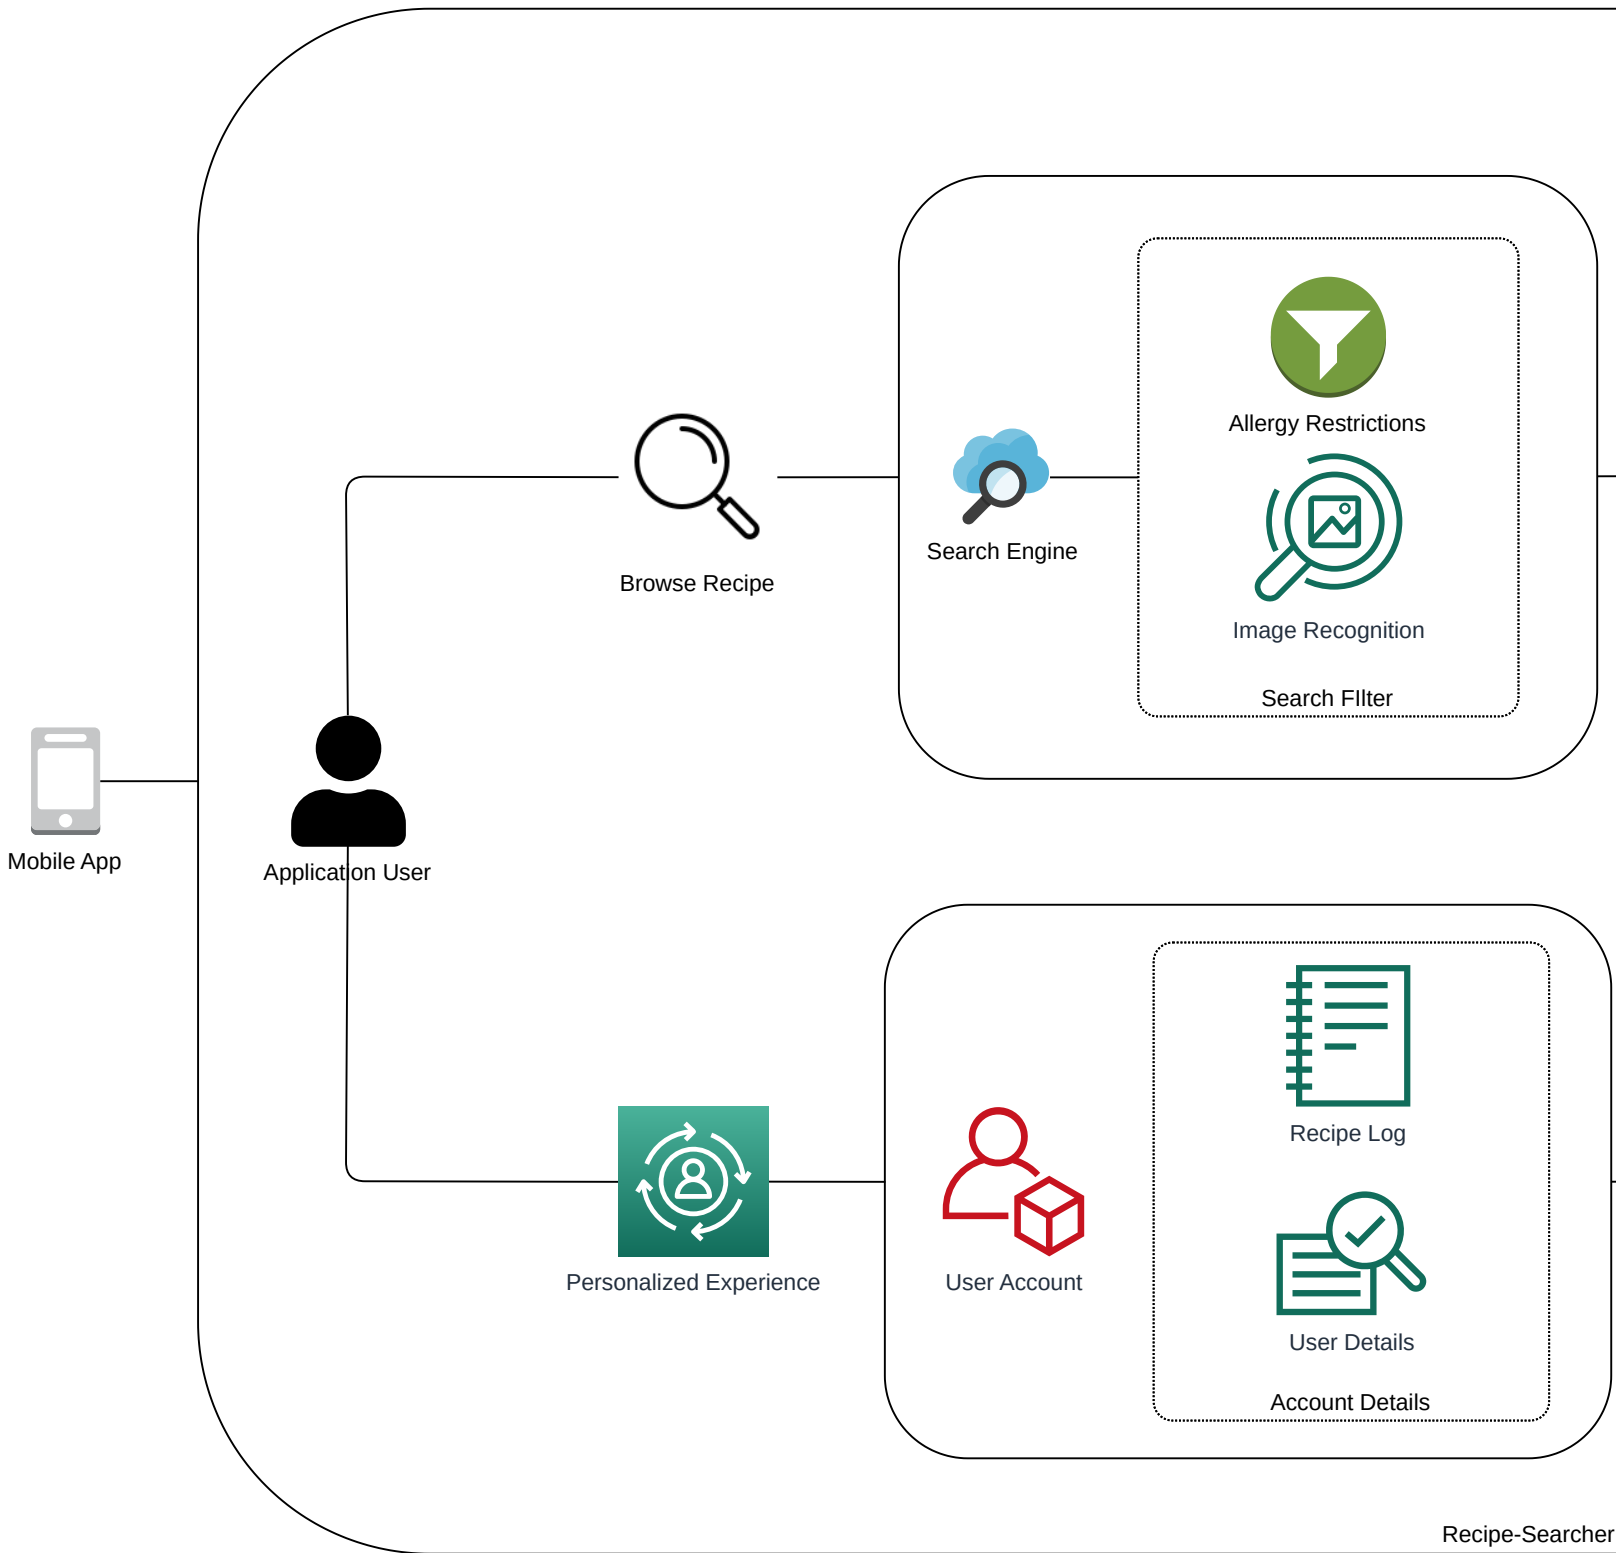 Allergy Restrictions
Search Engine
Browse Recipe
Image Recognition
Search FIlter
Mobile App
Application User
Recipe Log
Personalized Experience
User Account
User Details
Account Details
Recipe-Searcher